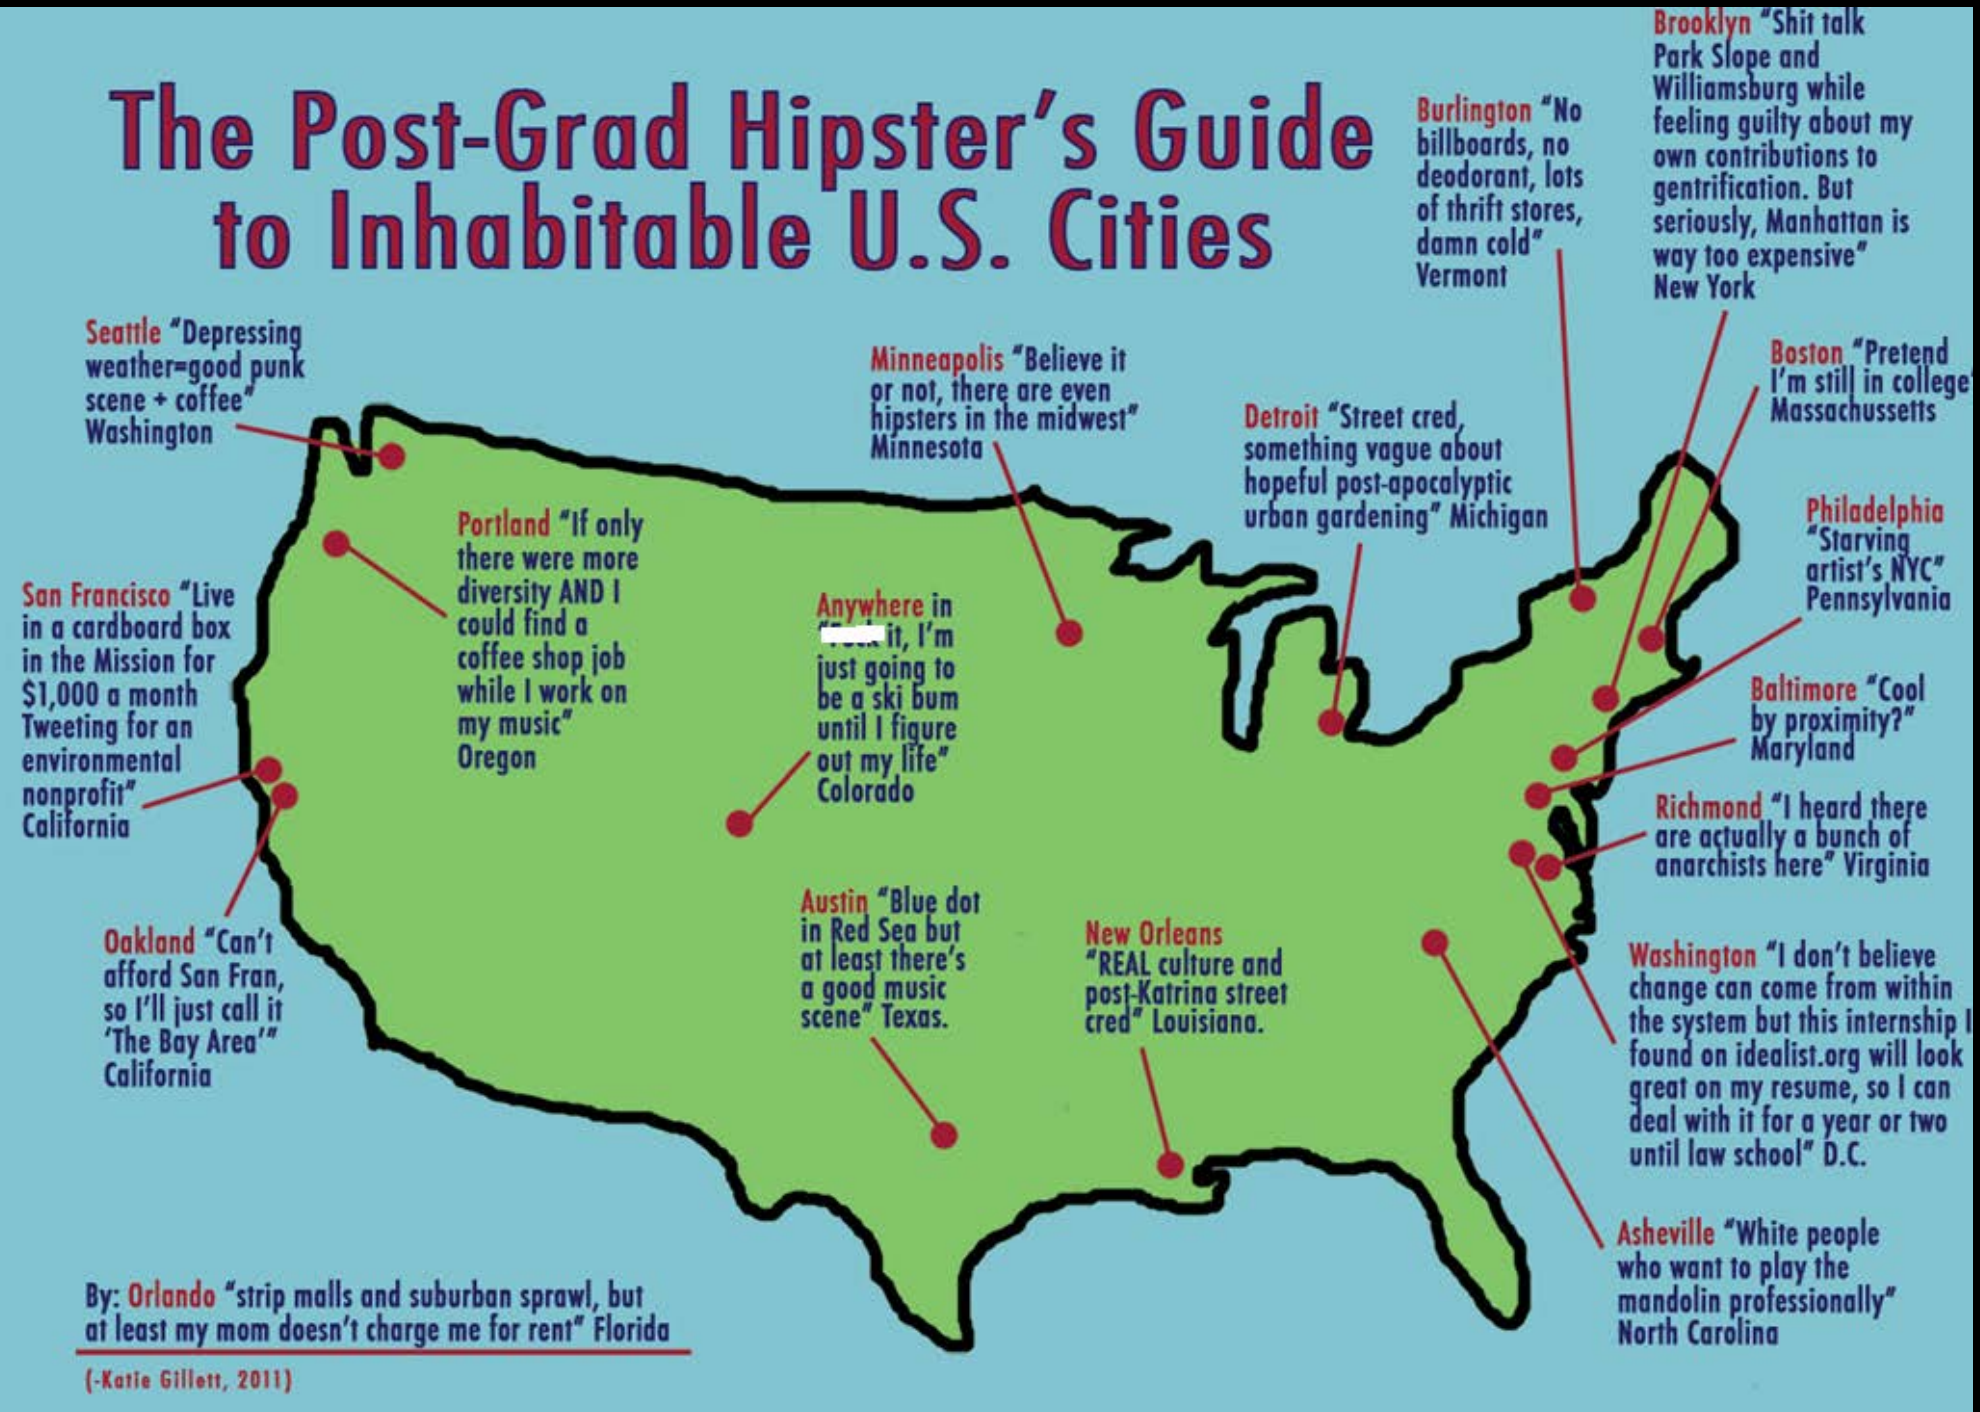 The Post-Grad Hipster's Guide
to Inhabitable U.S. Cities
Seattle "Depressing
weather=good punk
scene + coffee"
Washington
Portland "If only
there were more
diversity AND I
could find a
coffee shop job
while I work on
my music"
Oregon
San Francisco "Live
in a cardboard box
in the Mission for
$1,000 a month
Tweeting for an
environmental
nonprofit"
California
Oakland "Can't
afford San Fran,
so I'll just call it
'The Bay Area'"
California
Anywhere in
it, I'm
just going to
be a ski bum
until I figure
out my life"
Colorado
Minneapolis "Believe it
or not, there are even
hipsters in the midwest"
Minnesota
Detroit "Street cred,
something vague about
hopeful post-apocalyptic
urban gardening" Michigan
Burlington "No
billboards, no
deodorant, lots
of thrift stores,
damn cold"
Vermont
Brooklyn "Shit talk
Park Slope and
Williamsburg while
feeling guilty about my
own contributions to
gentrification. But
seriously, Manhattan is
way too expensive"
New York
Boston "Pretend
I'm still in college"
Massachussetts
Philadelphia
"Starving
artist's NYC"
Pennsylvania
Baltimore "Cool
by proximity?"
Maryland
Richmond "I heard there
are actually a bunch of
anarchists here" Virginia
Washington "I don't believe
change can come from within
the system but this internship I
found on idealist.org will look
great on my resume, so I can
deal with it for a year or two
until law school" D.C.
Asheville "White people
who want to play the
mandolin professionally"
North Carolina
Austin "Blue dot
in Red Sea but
at least there's
a good music
scene" Texas.
New Orleans
"REAL culture and
post-Katrina street
cred" Louisiana.
By: Orlando "strip malls and suburban sprawl, but
at least my mom doesn't charge me for rent" Florida
(-Katie Gillett, 2011)